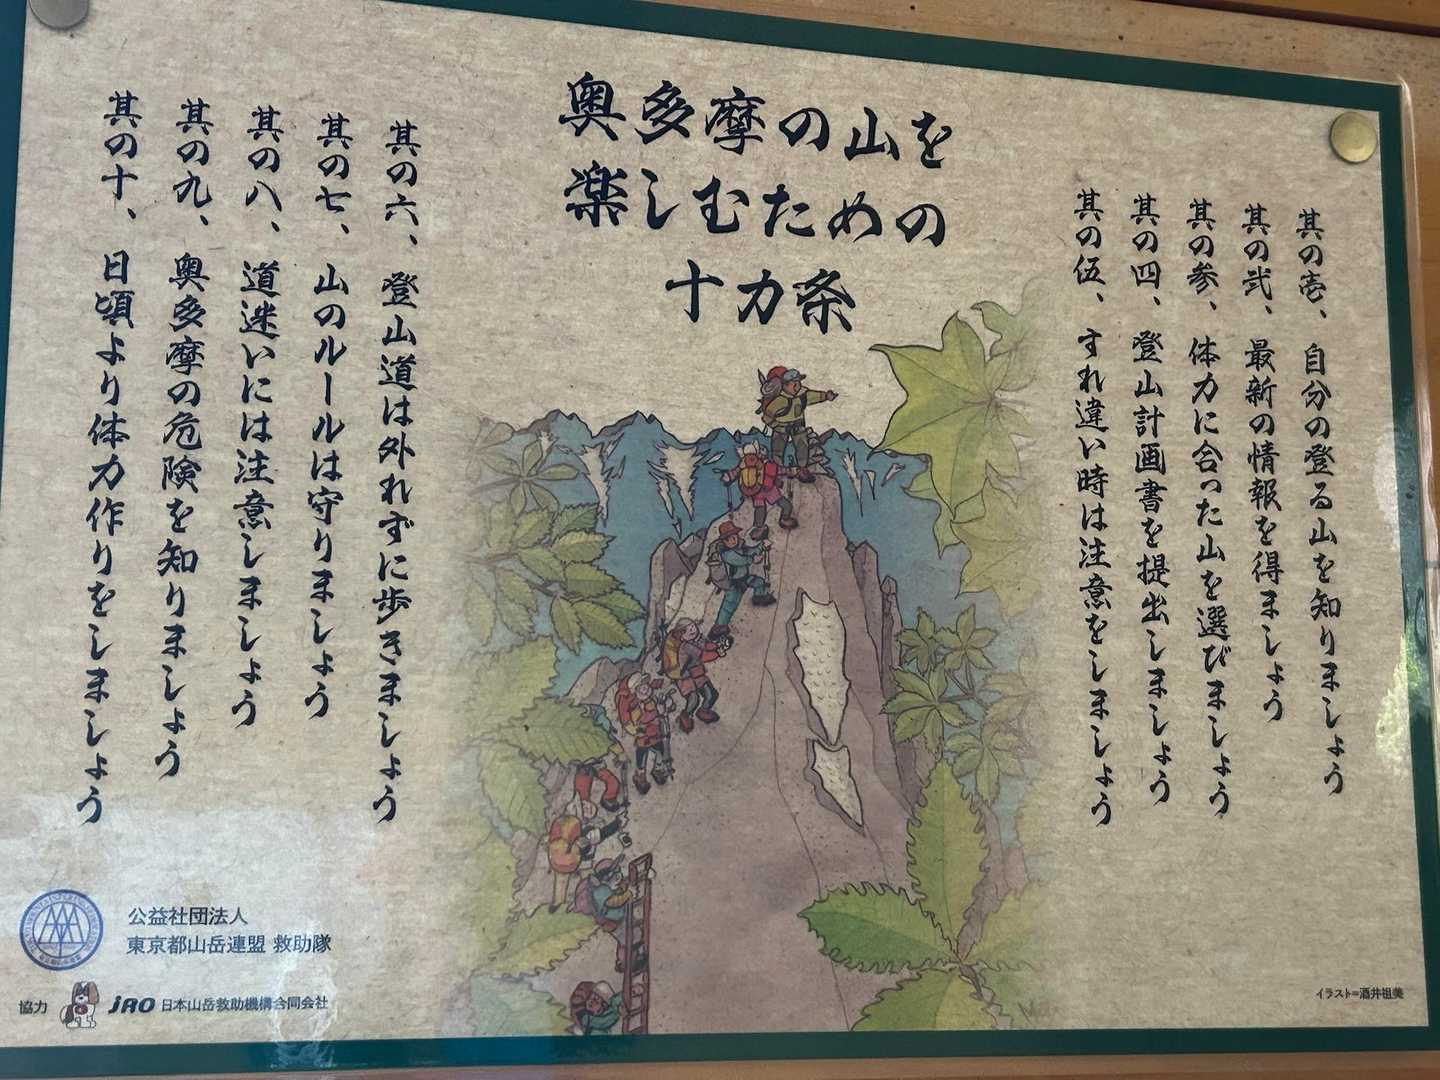 奥多摩の山を
楽しむための
十カ条
其の壱、自分の登る山を知りましょう
其の弐、最新の情報を得ましょう
其の参、体力に合った山を選びましょう
其の四、登山計画書を提出しましょう
其の伍、すれ違い時は注意をしましょう
其の六、登山道は外れずに歩きましょう
其の七、山のルールは守りましょう
其の八、道迷いには注意しましょう
其の九、奥多摩の危険を知りましょう
其の十、日頃より体力作りをしましょう
公益社団法人
東京都山岳連盟 救助隊
協力 jRO 日本山岳救助機構合同会社
イラスト=酒井祖美